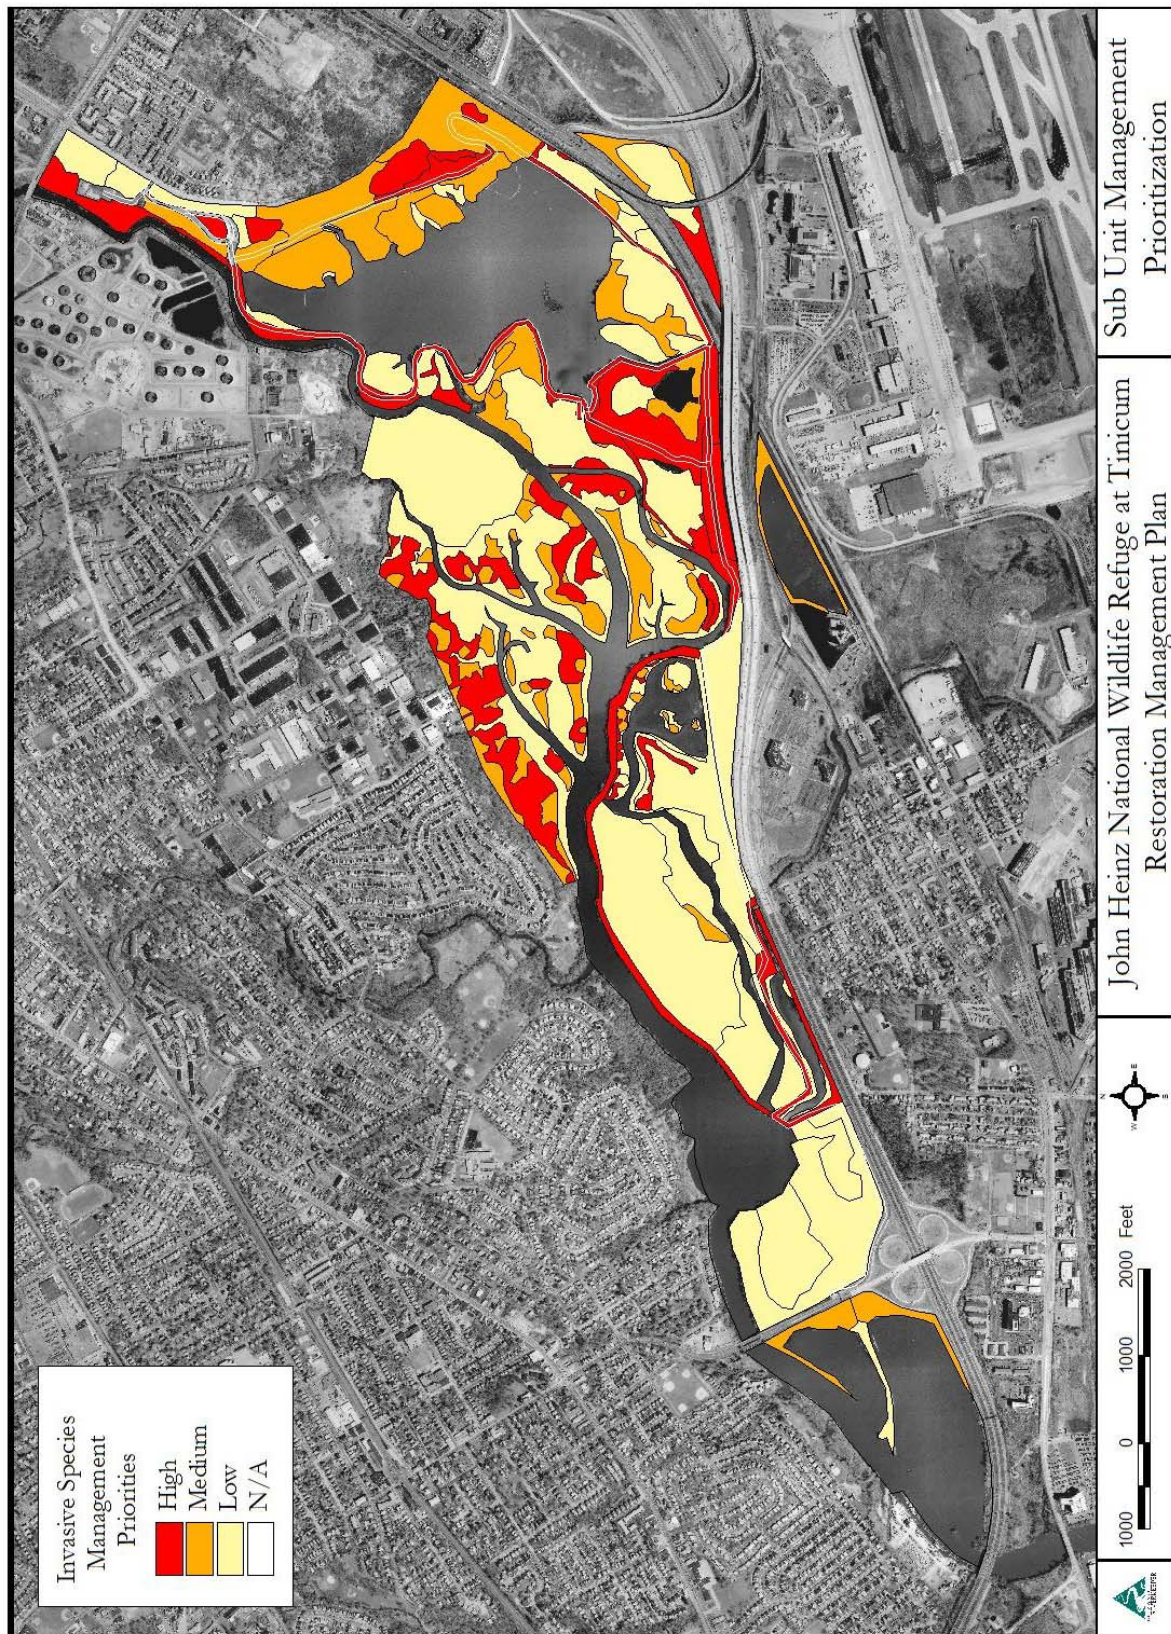 Invasive Species
Management
Priorities
High
Medium
Low
N/A
1000 0 1000 2000 Feet
N
W E
S
John Heinz National Wildlife Refuge at Tinicum
Restoration Management Plan
Sub Unit Management
Prioritization